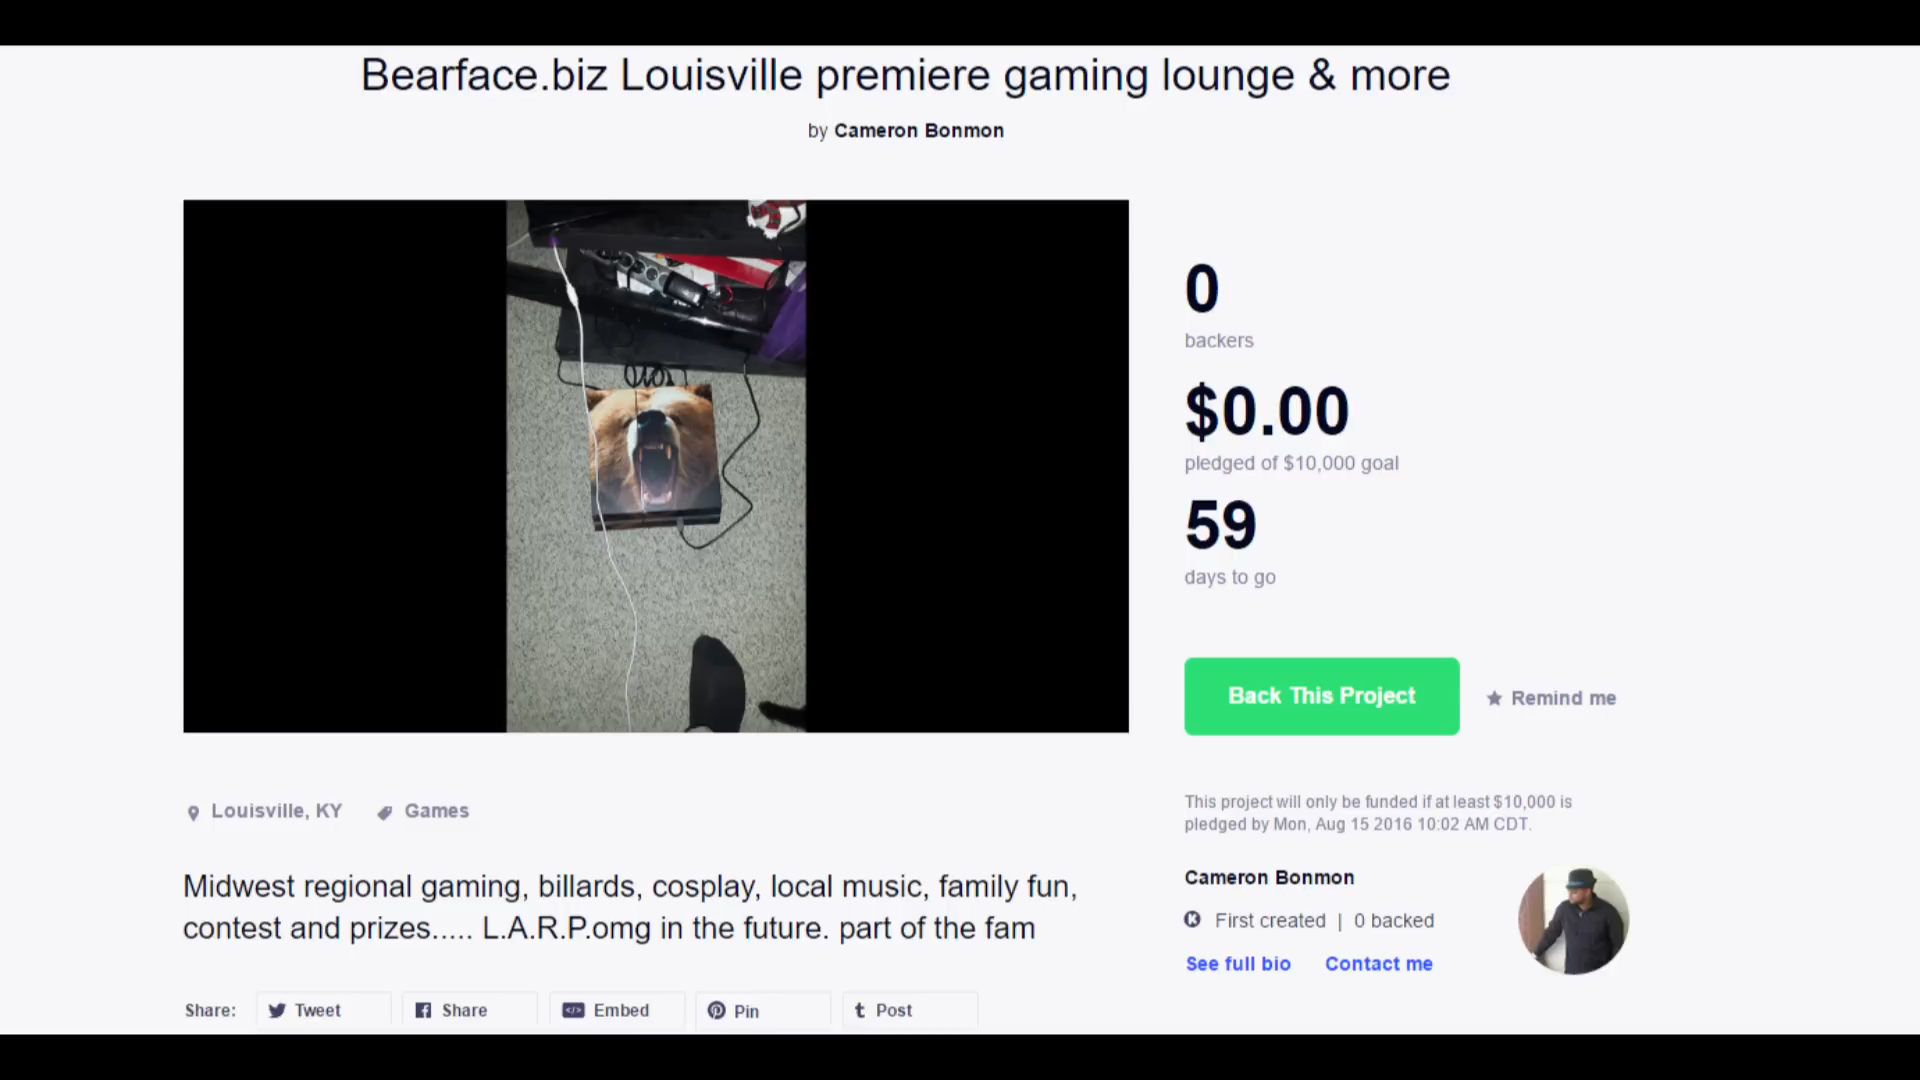 Bearface.biz Louisville premiere gaming lounge & more
by Cameron Bonmon
0
backers
$0.00
pledged of $10,000 goal
59
days to go
Back This Project
Remind me
This project will only be funded if at least $10,000 is
pledged by Mon, Aug 15 2016 10:02 AM CDT.
Louisville, KY Games
Midwest regional gaming, billards, cosplay, local music, family fun,
contest and prizes..... L.A.R.P.omg in the future. part of the fam
Cameron Bonmon
First created | 0 backed
See full bio Contact me
Share: Tweet Share Embed Pin Post